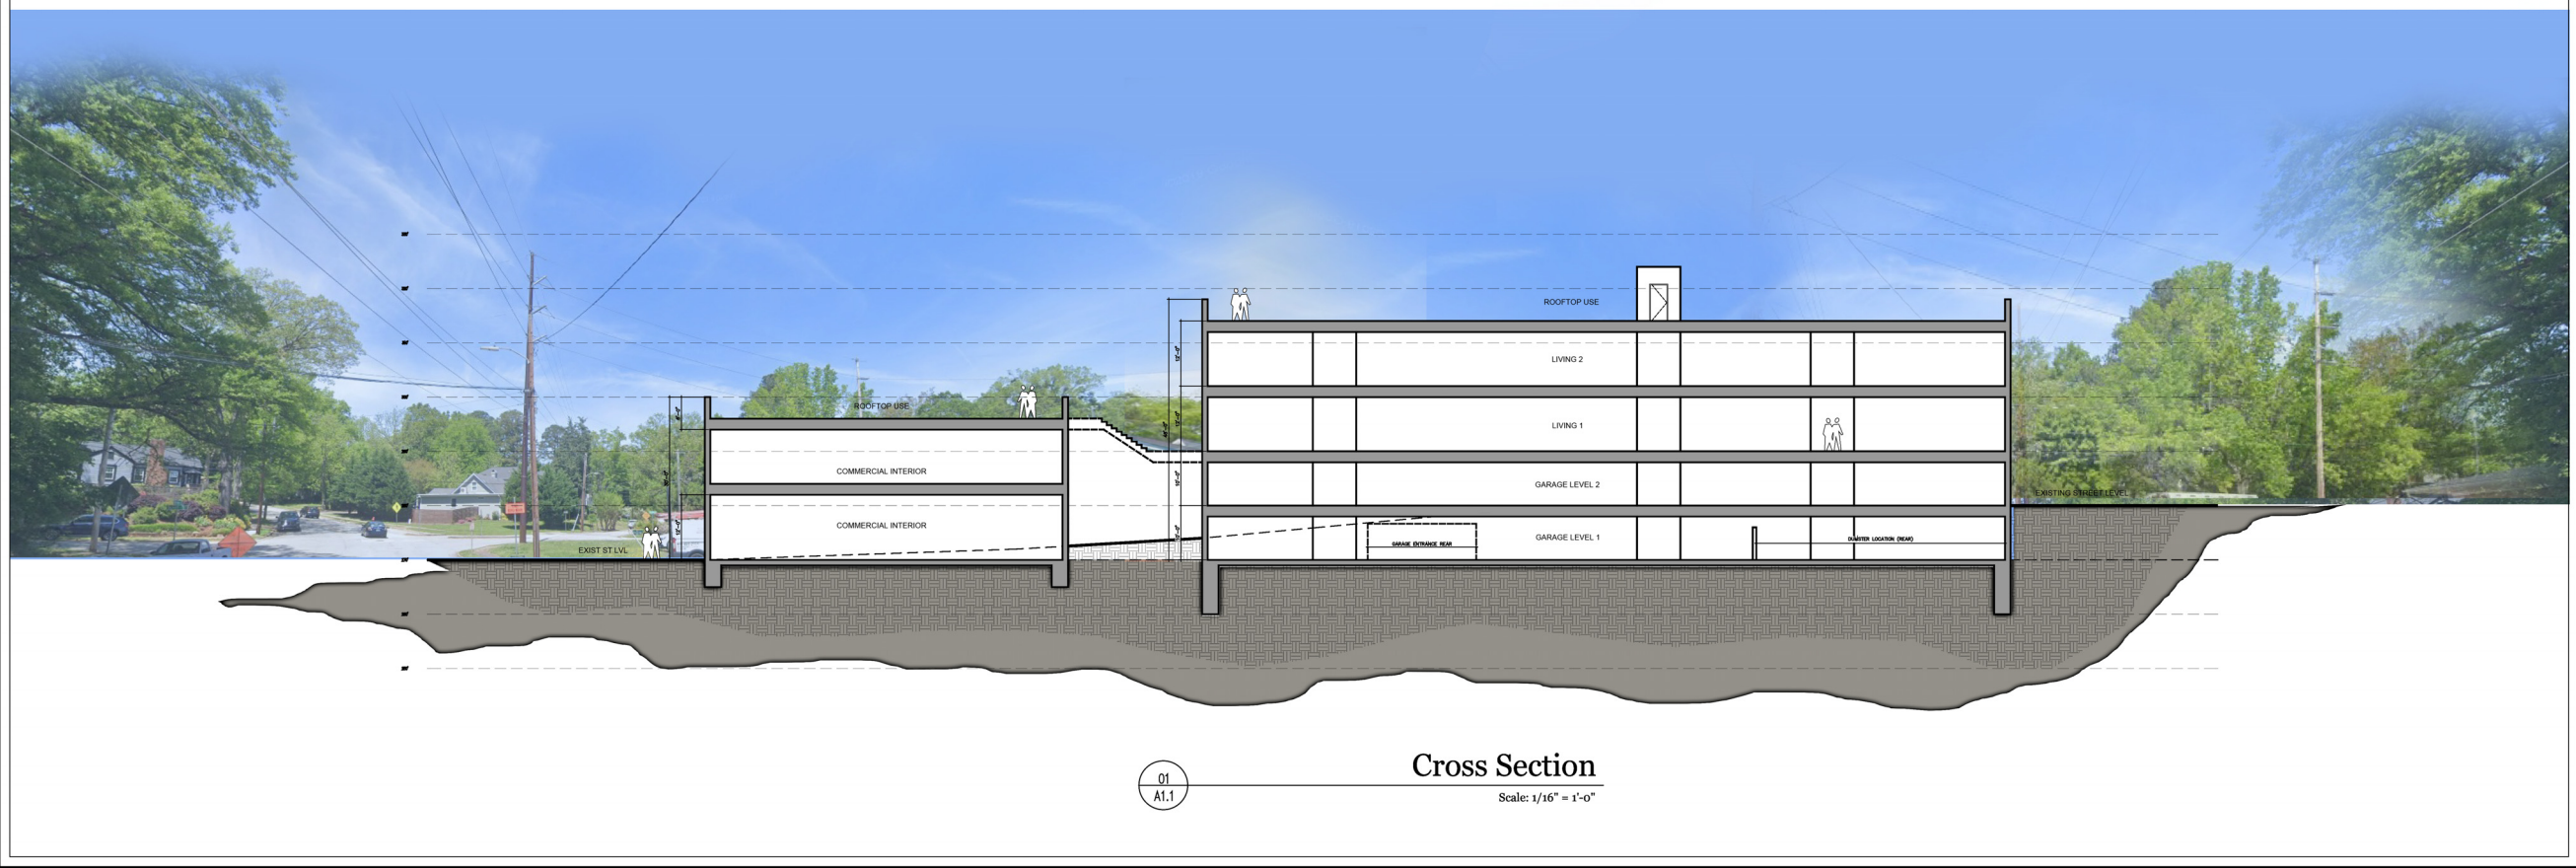 ROOFTOP USE
LIVING 2
ROOFTOP USE
LIVING 1
COMMERCIAL INTERIOR
GARAGE LEVEL 2
EXISTING STREET LEVEL
COMMERCIAL INTERIOR
GARAGE LEVEL 1
GARAGE ENTRANCE REAR
LOCATION (REAR)
EXIST ST LVL
Cross Section
01
A1.1
Scale: 1/16" = 1'-0"